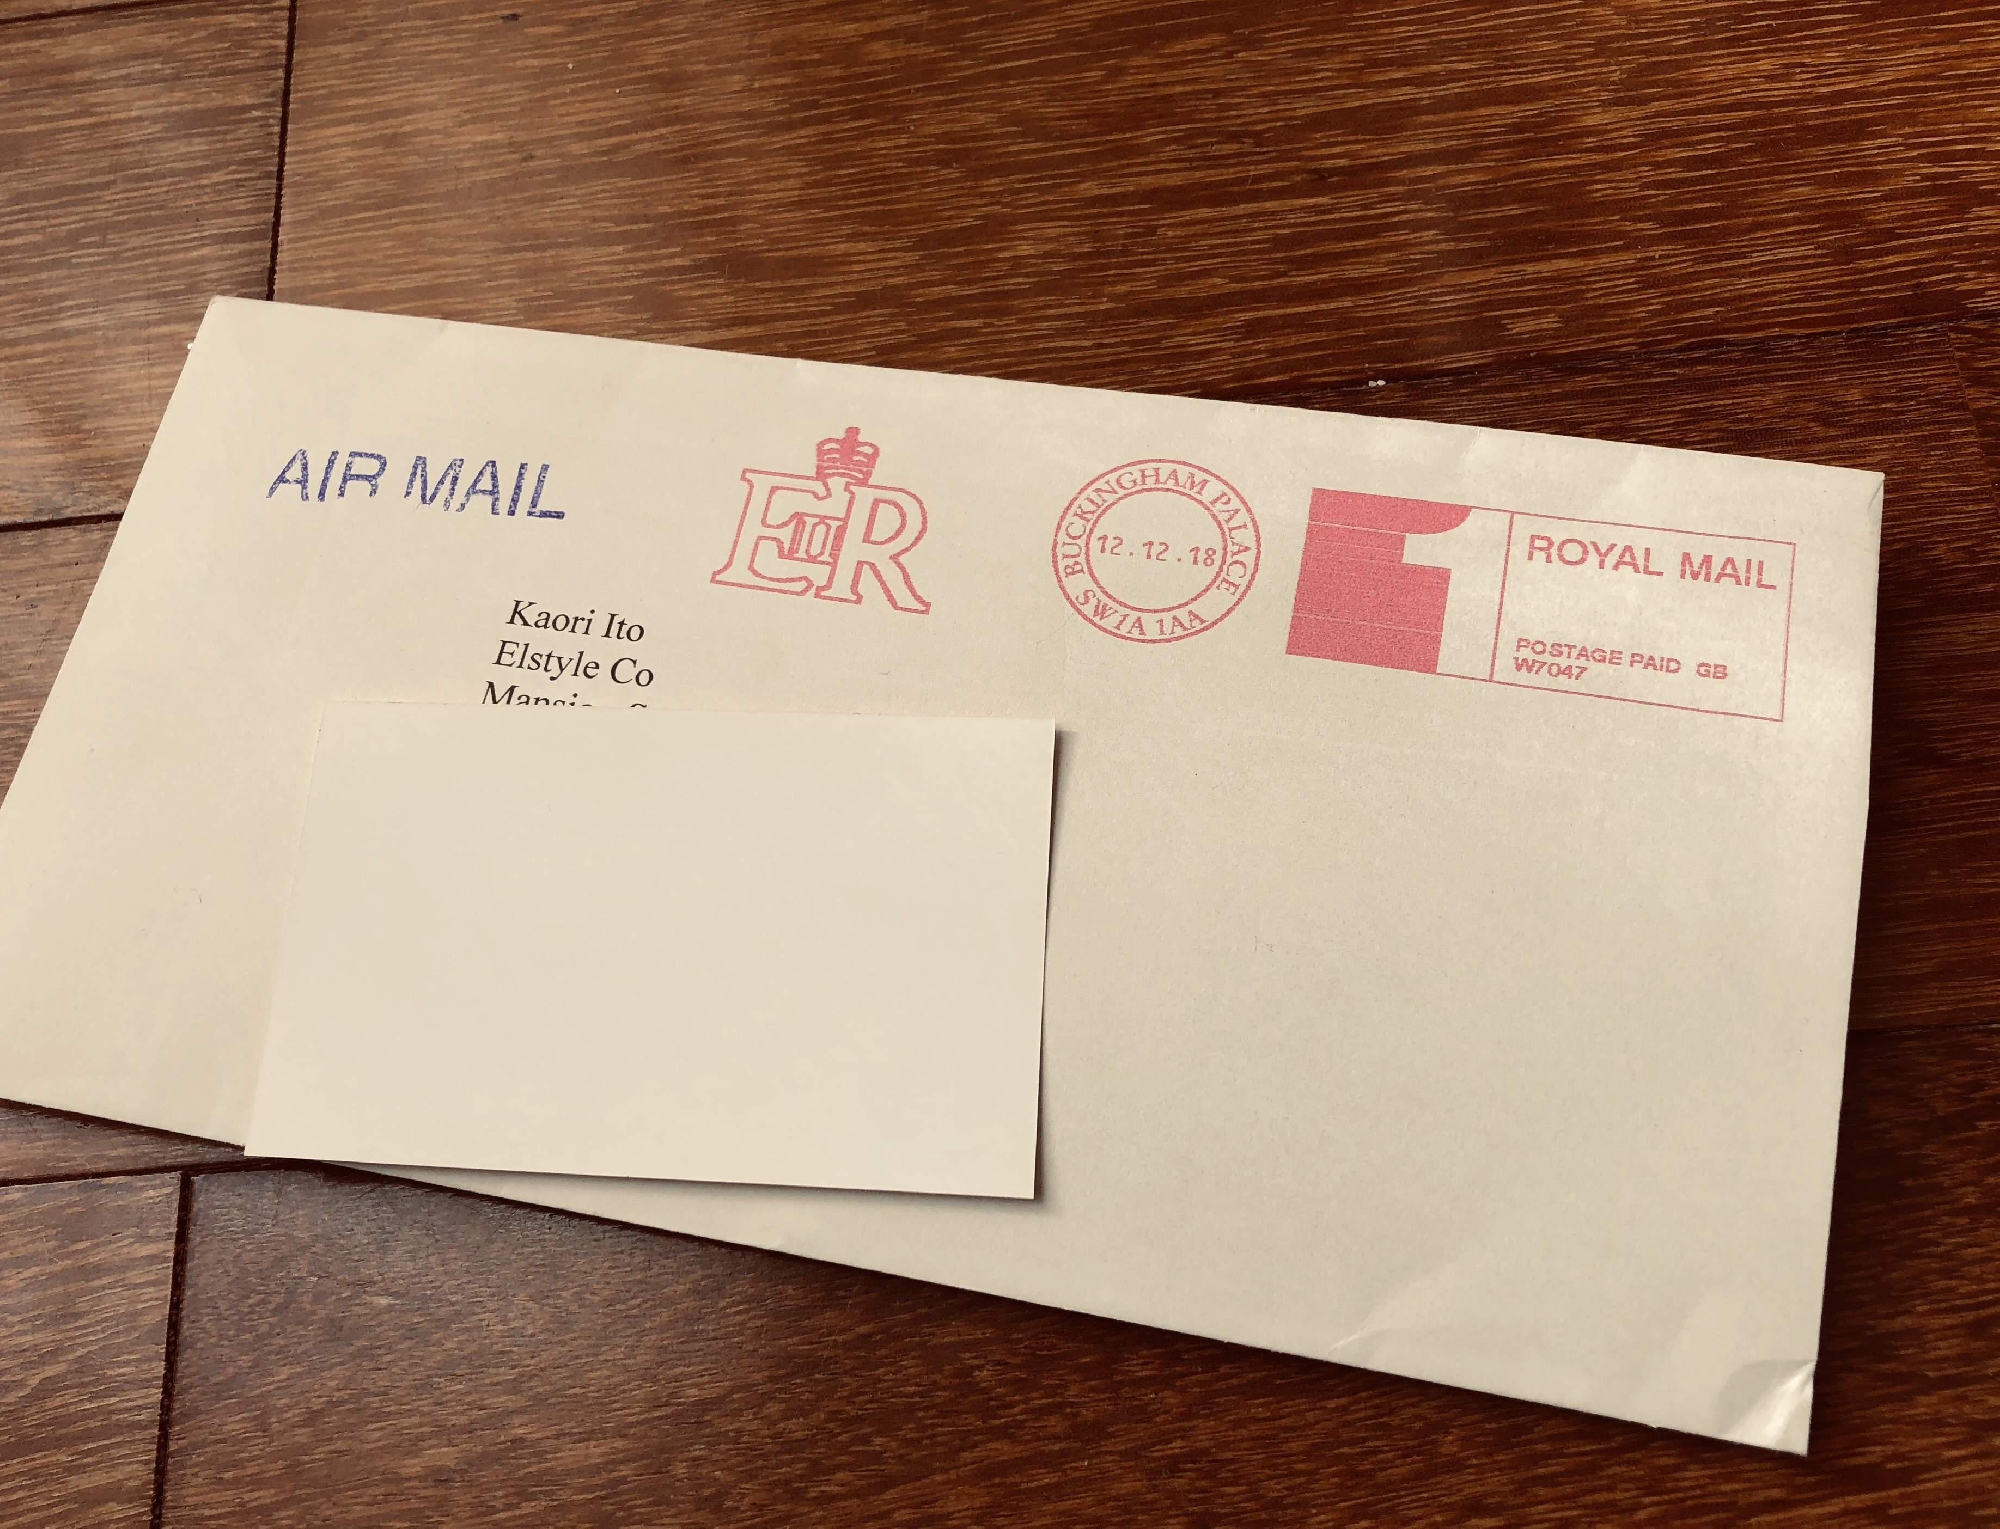 AIR MAIL
EIIR
BUCKINGHAM PALACE
12.12.18
SW1A 1AA
1
ROYAL MAIL
POSTAGE PAID GB
W7047
Kaori Ito
Elstyle Co